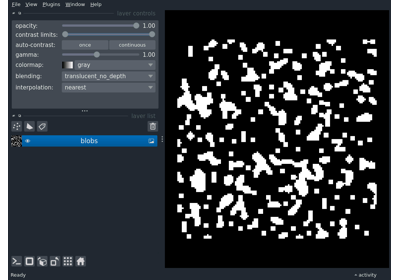 File View Plugins Window Help
layer controls
opacity: 1.00
contrast limits:
auto-contrast: once continuous
gamma: 1.00
colormap: gray
blending: translucent_no_depth
interpolation: nearest
layer list
blobs
Ready
activity